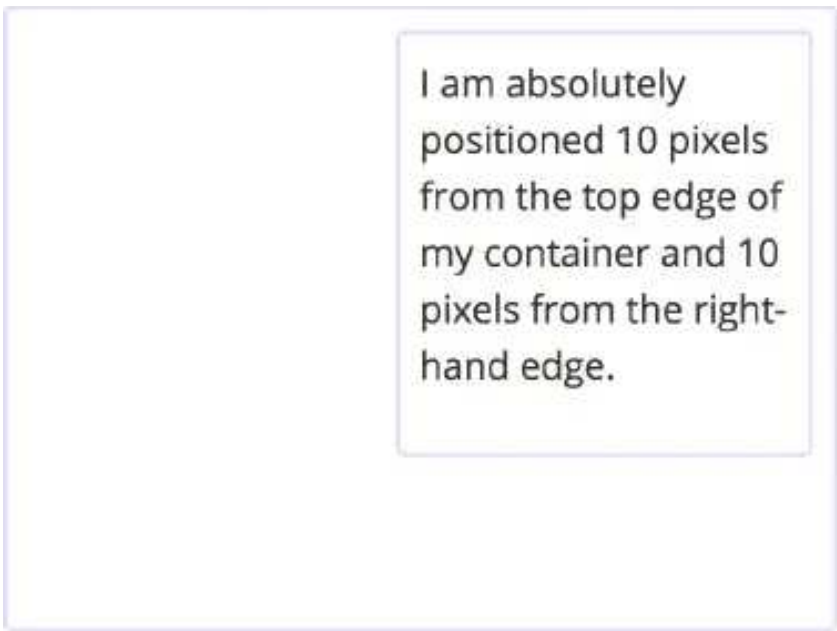 I am absolutely
positioned 10 pixels
from the top edge of
my container and 10
pixels from the right-
hand edge.